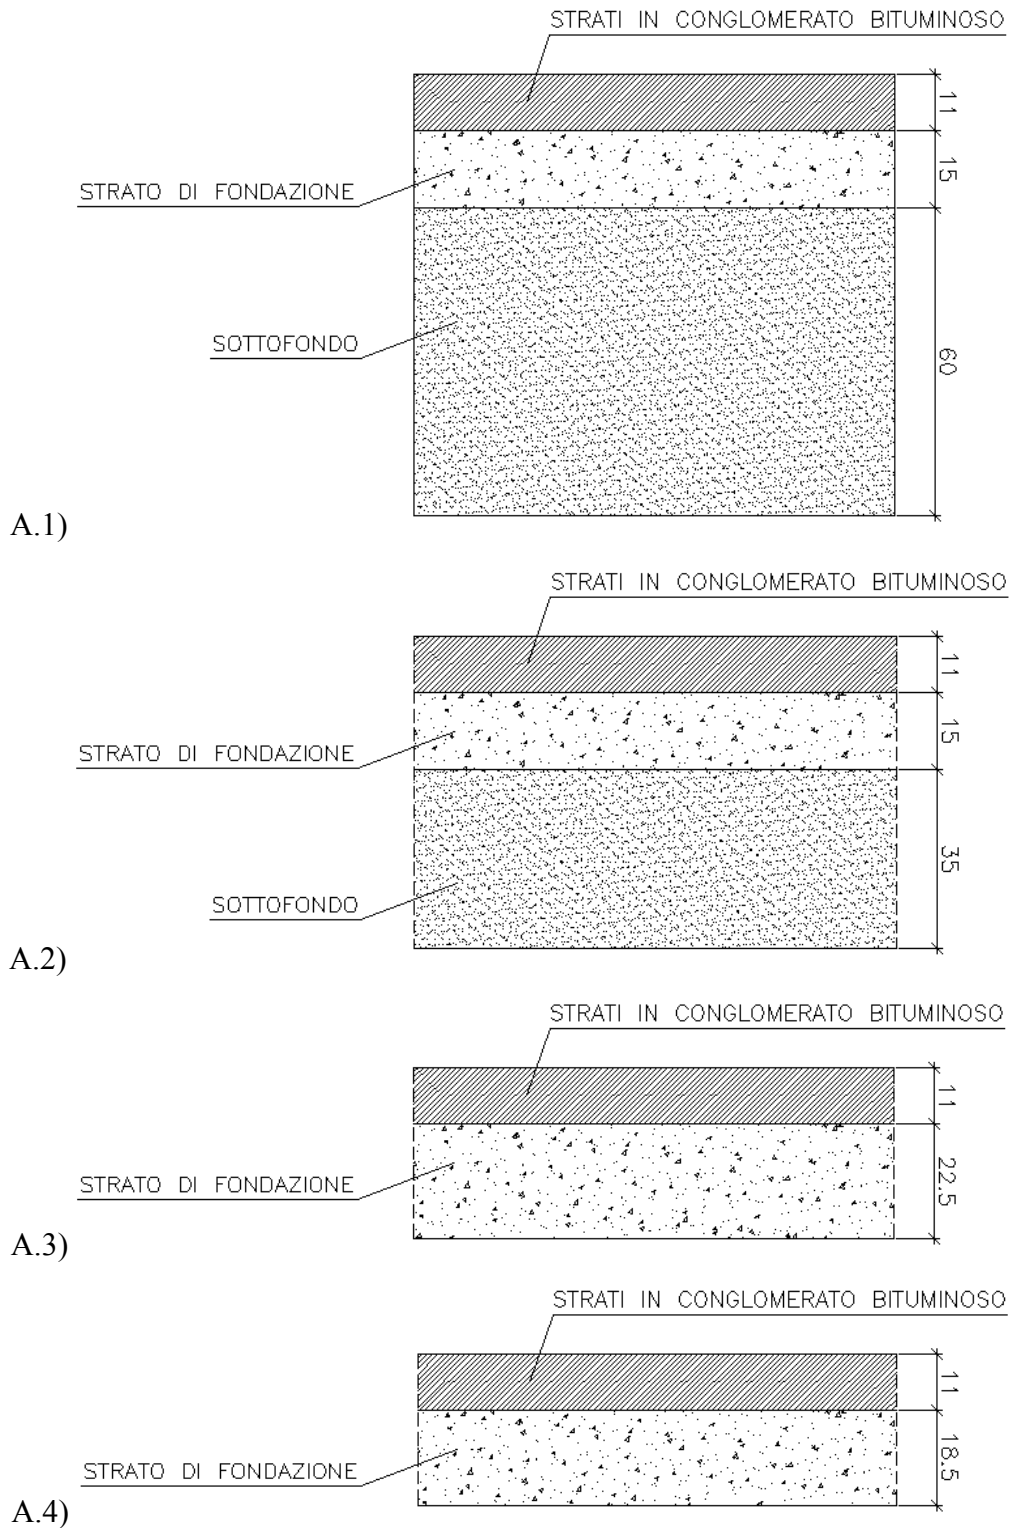 STRATI IN CONGLOMERATO BITUMINOSO
11
STRATO DI FONDAZIONE
15
SOTTOFONDO
60
A.1)
STRATI IN CONGLOMERATO BITUMINOSO
11
STRATO DI FONDAZIONE
15
SOTTOFONDO
35
A.2)
STRATI IN CONGLOMERATO BITUMINOSO
11
STRATO DI FONDAZIONE
22.5
A.3)
STRATI IN CONGLOMERATO BITUMINOSO
11
STRATO DI FONDAZIONE
18.5
A.4)